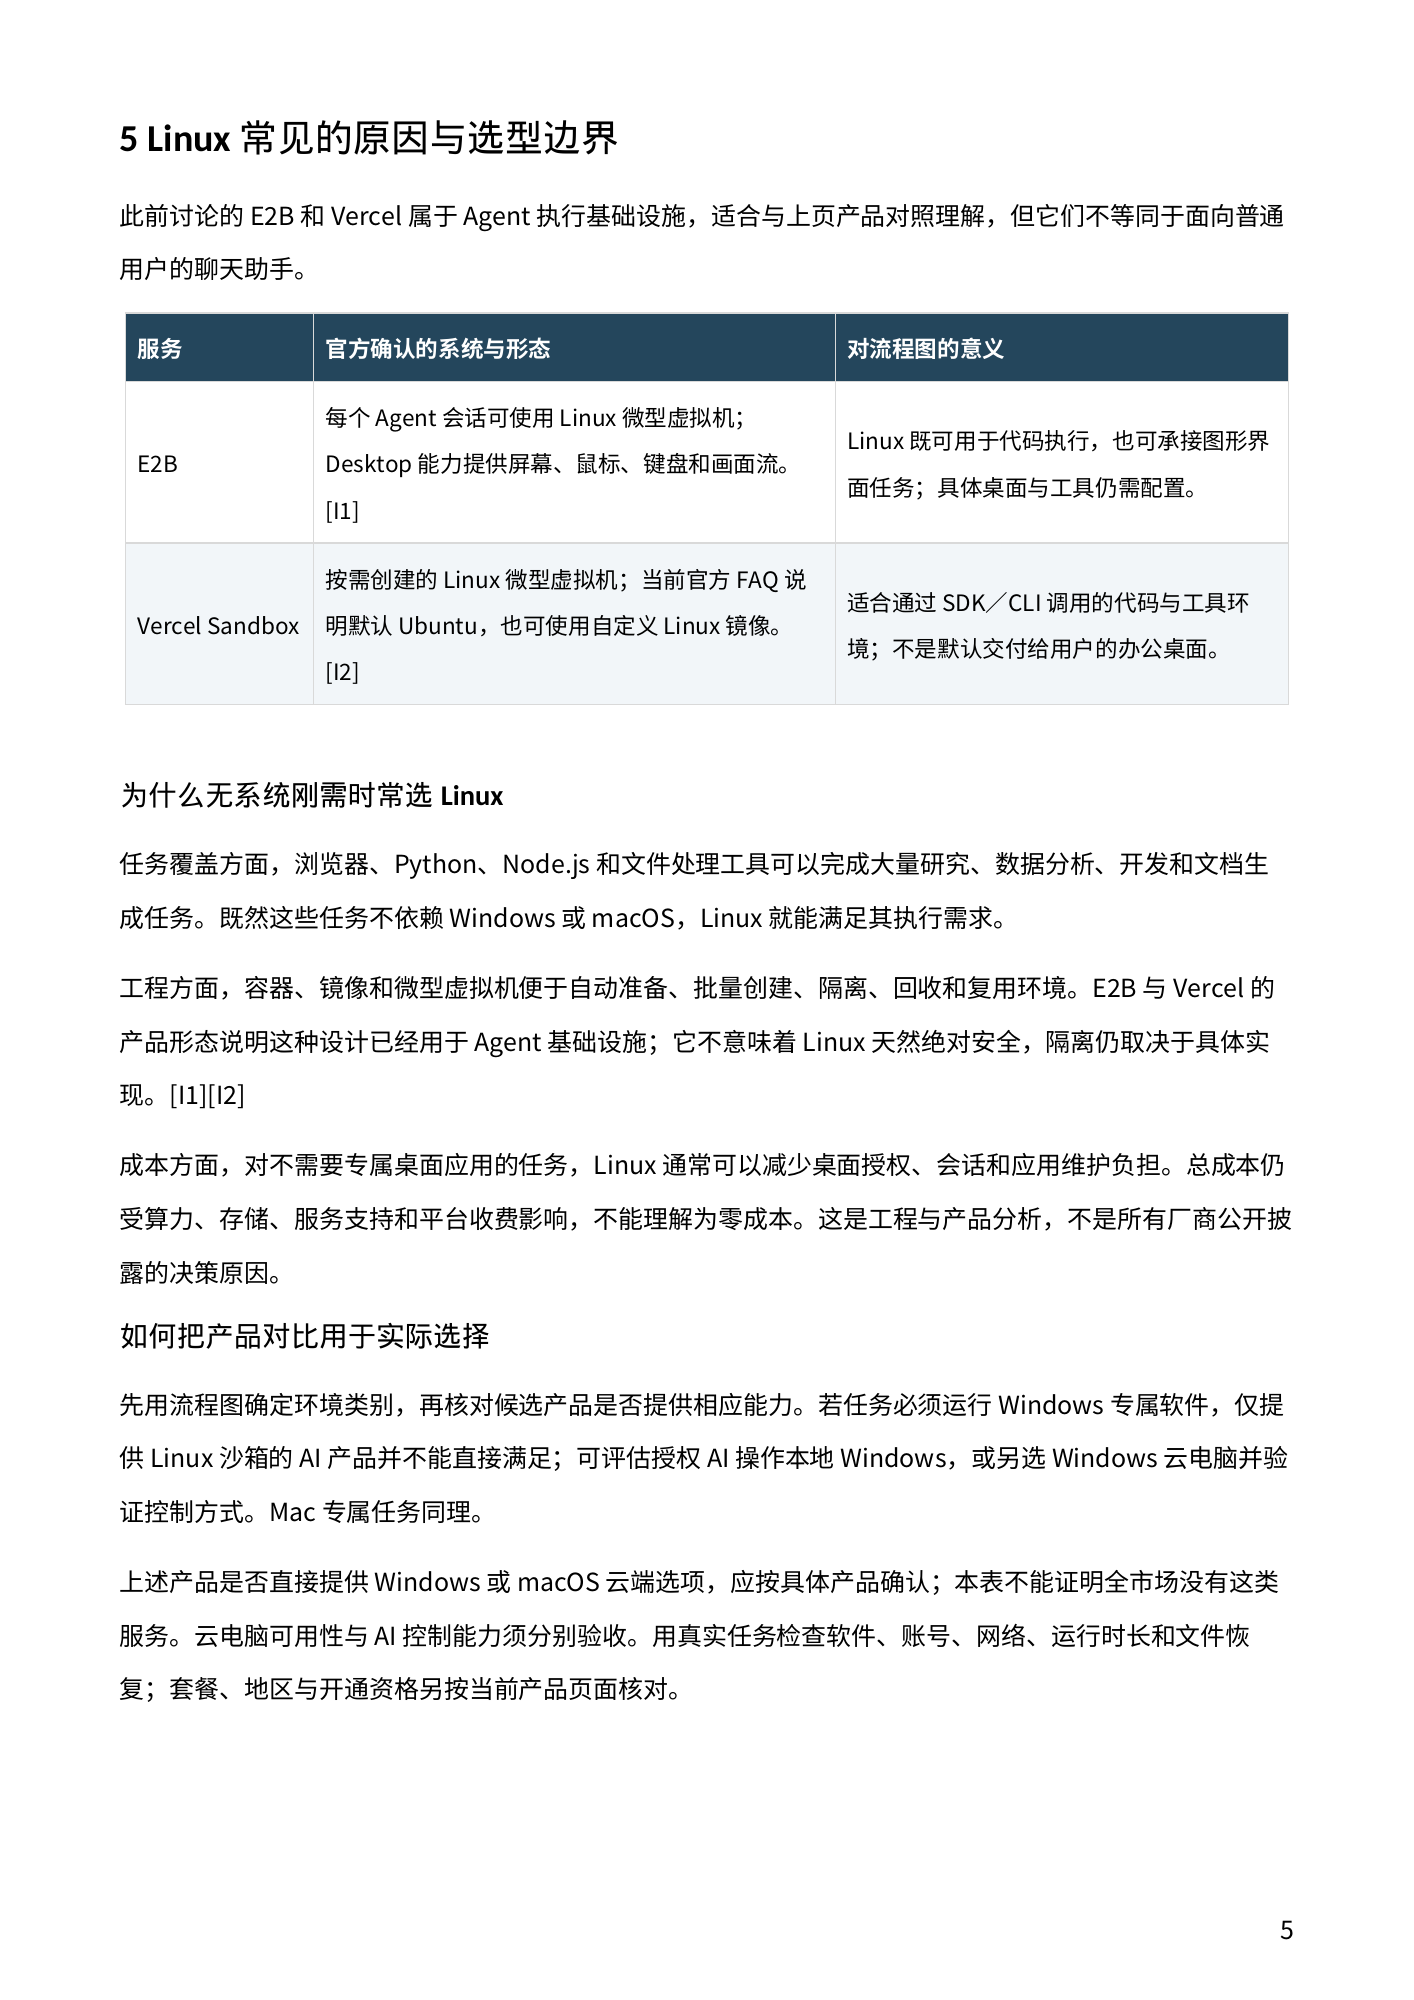 5 Linux 常见的原因与选型边界
此前讨论的 E2B 和 Vercel 属于 Agent 执行基础设施，适合与上页产品对照理解，但它们不等同于面向普通
用户的聊天助手。
服务
官方确认的系统与形态
对流程图的意义
E2B
每个 Agent 会话可使用 Linux 微型虚拟机；
Desktop 能力提供屏幕、鼠标、键盘和画面流。
[I1]
Linux 既可用于代码执行，也可承接图形界
面任务；具体桌面与工具仍需配置。
Vercel Sandbox
按需创建的 Linux 微型虚拟机；当前官方 FAQ 说
明默认 Ubuntu，也可使用自定义 Linux 镜像。
[I2]
适合通过 SDK／CLI 调用的代码与工具环
境；不是默认交付给用户的办公桌面。
为什么无系统刚需时常选 Linux
任务覆盖方面，浏览器、Python、Node.js 和文件处理工具可以完成大量研究、数据分析、开发和文档生
成任务。既然这些任务不依赖 Windows 或 macOS，Linux 就能满足其执行需求。
工程方面，容器、镜像和微型虚拟机便于自动准备、批量创建、隔离、回收和复用环境。E2B 与 Vercel 的
产品形态说明这种设计已经用于 Agent 基础设施；它不意味着 Linux 天然绝对安全，隔离仍取决于具体实
现。[I1][I2]
成本方面，对不需要专属桌面应用的任务，Linux 通常可以减少桌面授权、会话和应用维护负担。总成本仍
受算力、存储、服务支持和平台收费影响，不能理解为零成本。这是工程与产品分析，不是所有厂商公开披
露的决策原因。
如何把产品对比用于实际选择
先用流程图确定环境类别，再核对候选产品是否提供相应能力。若任务必须运行 Windows 专属软件，仅提
供 Linux 沙箱的 AI 产品并不能直接满足；可评估授权 AI 操作本地 Windows，或另选 Windows 云电脑并验
证控制方式。Mac 专属任务同理。
上述产品是否直接提供 Windows 或 macOS 云端选项，应按具体产品确认；本表不能证明全市场没有这类
服务。云电脑可用性与 AI 控制能力须分别验收。用真实任务检查软件、账号、网络、运行时长和文件恢
复；套餐、地区与开通资格另按当前产品页面核对。
5